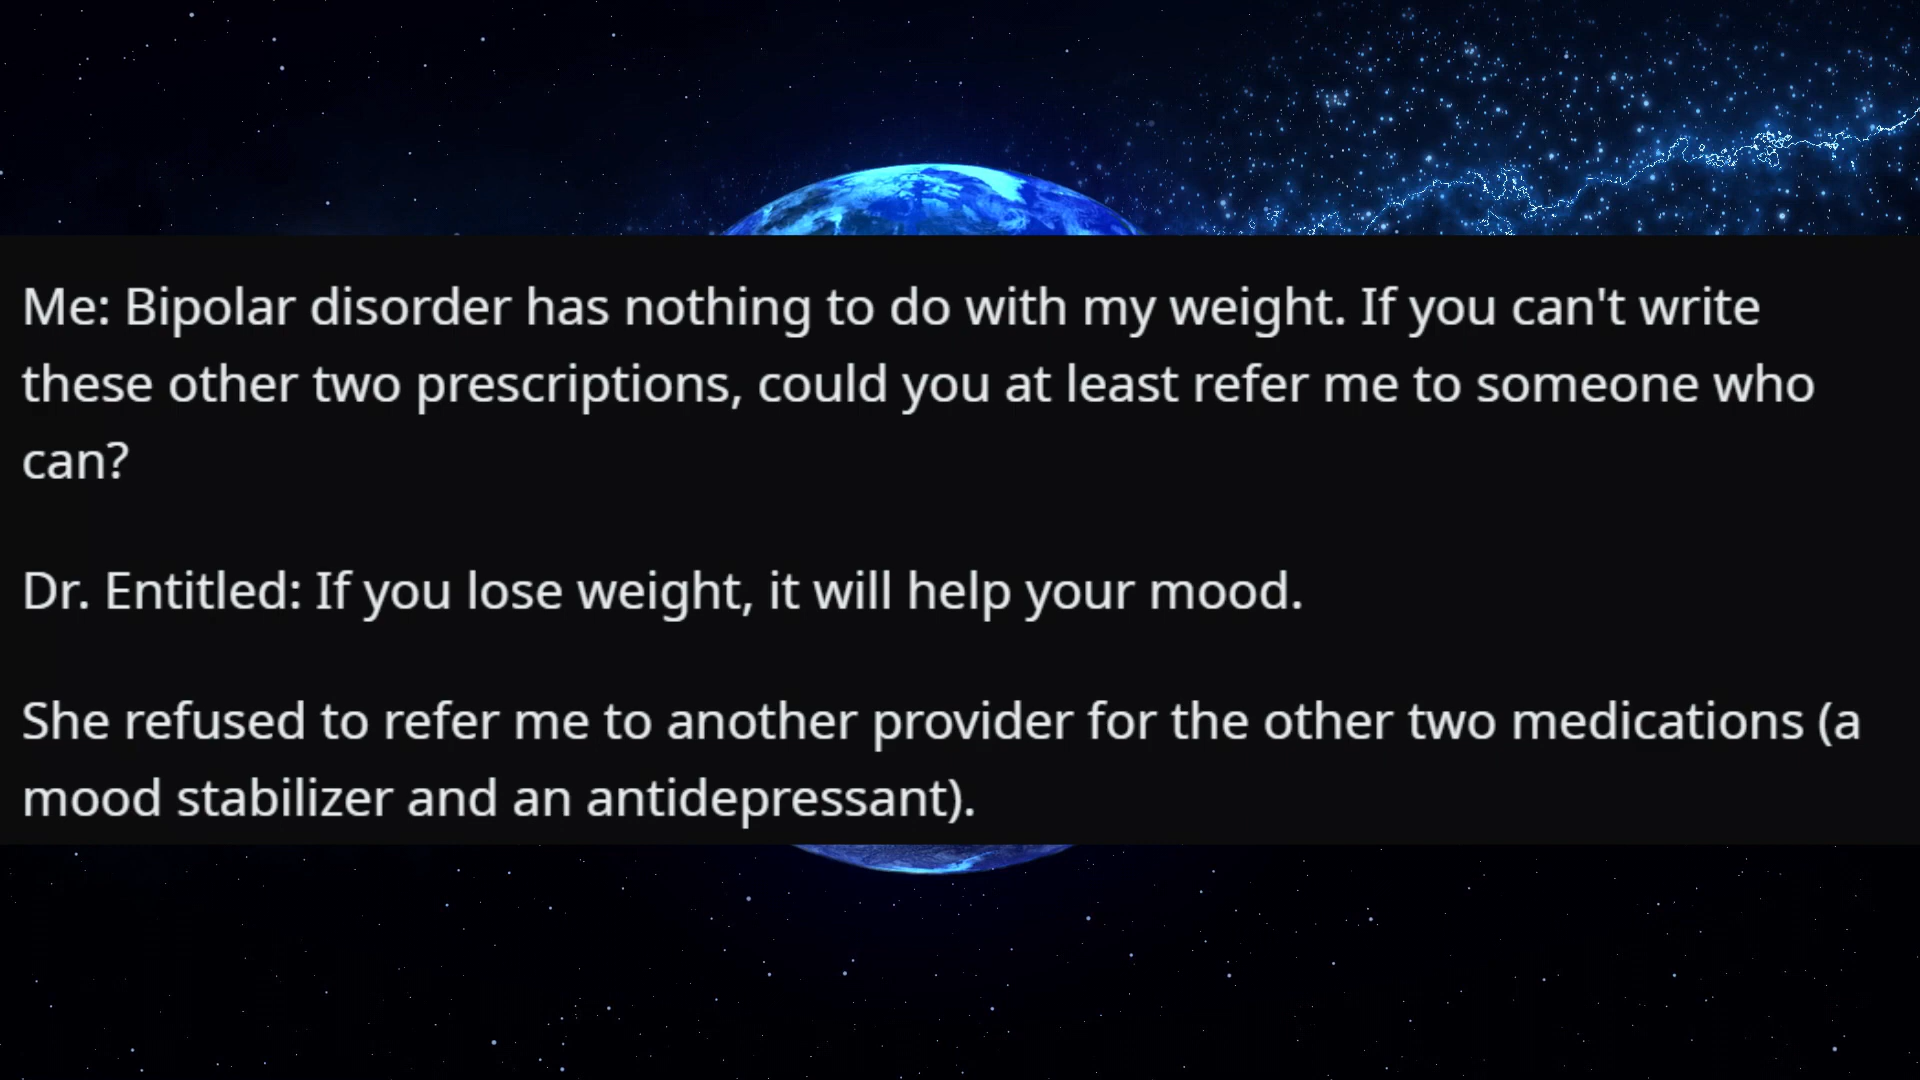 Me: Bipolar disorder has nothing to do with my weight. If you can't write
these other two prescriptions, could you at least refer me to someone who
can?
Dr. Entitled: If you lose weight, it will help your mood.
She refused to refer me to another provider for the other two medications (a
mood stabilizer and an antidepressant).